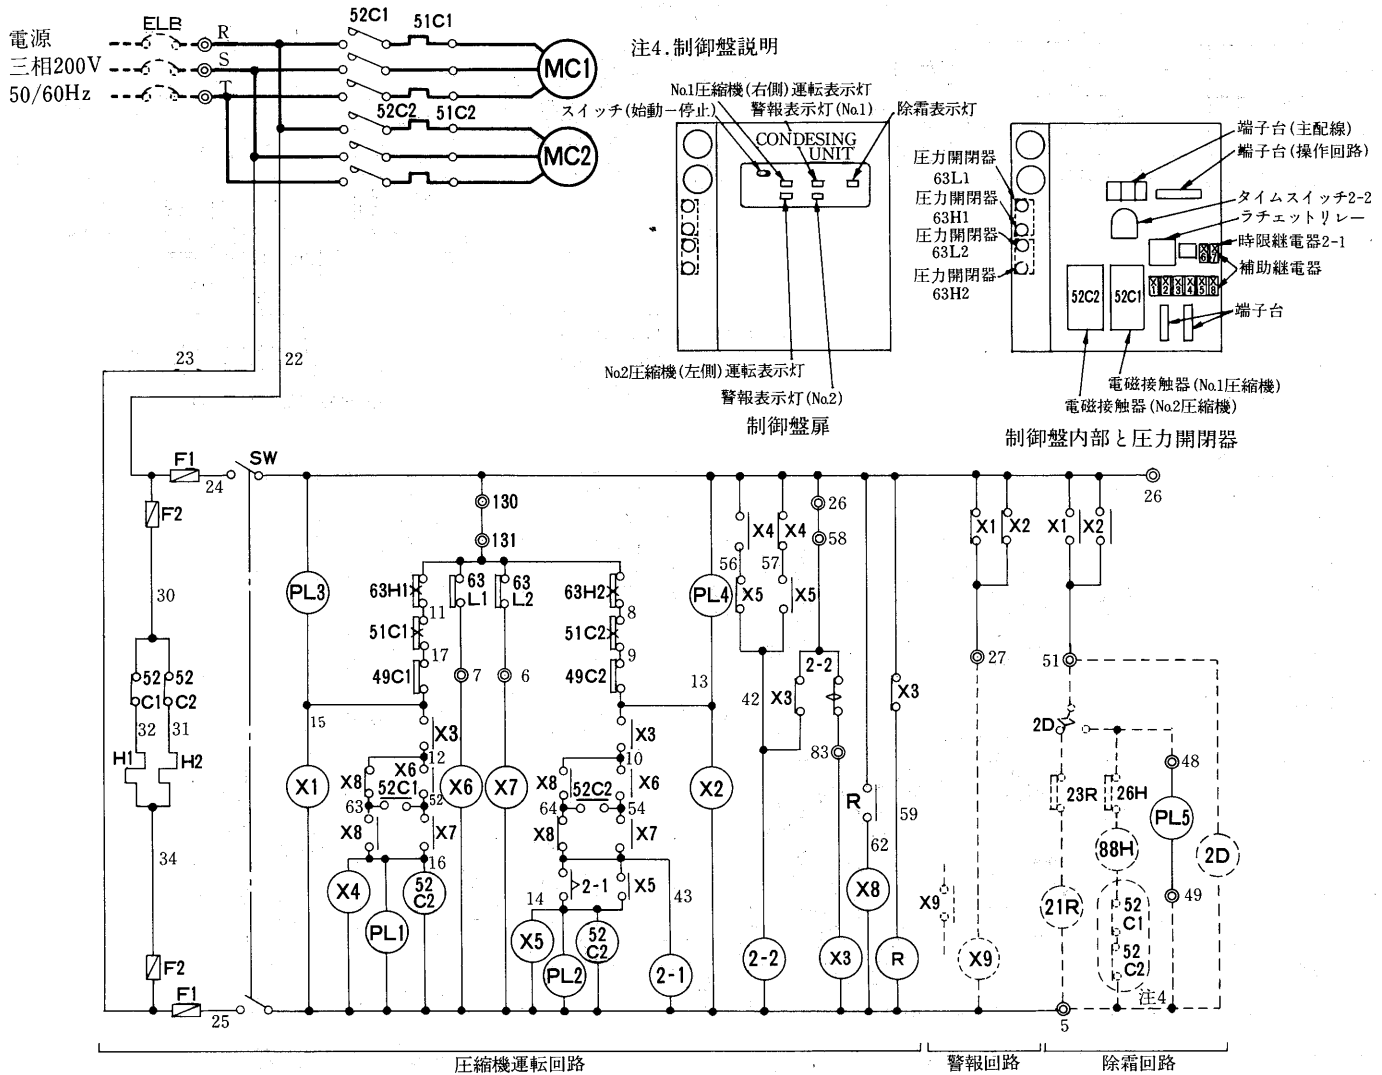 ELB
電源
三相200V
50/60Hz
R
S
T
52C1
51C1
52C2
51C2
MC1
MC2
注4.制御盤説明
No.1圧縮機(右側)運転表示灯
スイッチ(始動ー停止)
警報表示灯(No.1)
除霜表示灯
CONDESING
UNIT
No.2圧縮機(左側)運転表示灯
警報表示灯(No.2)
制御盤扉
圧力開閉器
63L1
圧力開閉器
63H1
圧力開閉器
63L2
圧力開閉器
63H2
端子台(主配線)
端子台(操作回路)
タイムスイッチ2-2
ラチェットリレー
時限継電器2-1
補助継電器
端子台
X6
X7
X1
X2
X3
X4
X5
X8
52C2
52C1
電磁接触器(No.1圧縮機)
電磁接触器(No.2圧縮機)
制御盤内部と圧力開閉器
23
22
F1
24
SW
F2
30
52
C1
52
C2
32
31
H1
H2
34
F2
F1
25
PL3
15
X1
130
131
63H1
11
51C1
17
49C1
X3
12
X8
X6
52C1
63
52
X8
X7
16
X4
PL1
52
C2
63
L1
7
X6
63
L2
6
X7
63H2
8
51C2
9
49C2
X3
10
X8
X6
52C2
64
54
X8
X7
2-1
X5
14
43
X5
PL2
52
C2
2-1
PL4
13
X2
X4
X4
56
57
X5
X5
42
2-2
26
58
2-2
X3
83
X3
R
62
X8
X3
59
R
X1
X2
27
X9
X9
X1
X2
26
51
2D
23R
26H
48
PL5
88H
2D
21R
52
C1
52
C2
49
注4
5
圧縮機運転回路
警報回路
除霜回路